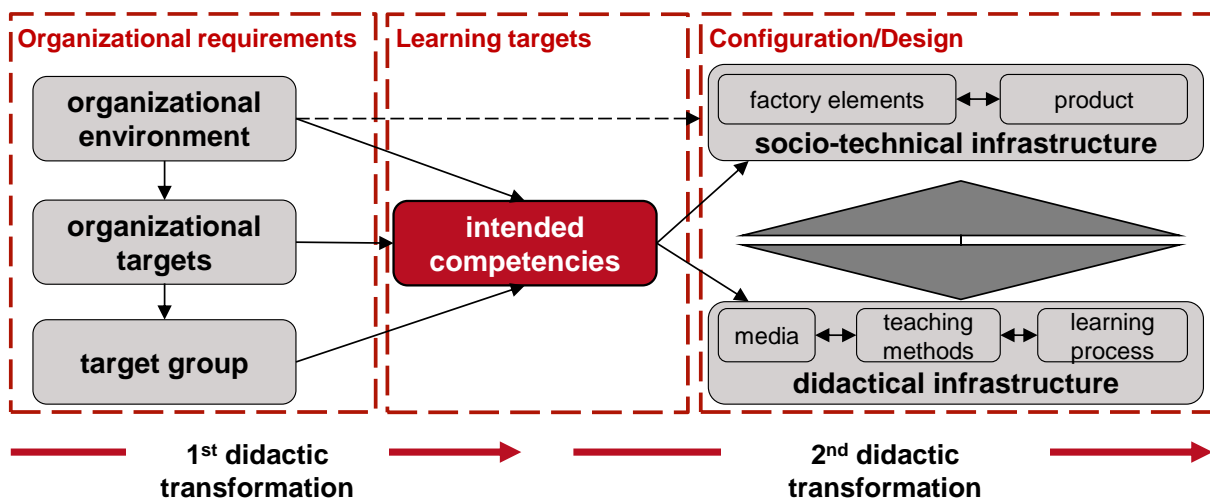 Organizational requirements
organizational
environment
organizational
targets
target group
Learning targets
intended
competencies
Configuration/Design
factory elements
product
socio-technical infrastructure
media
teaching
methods
learning
process
didactical infrastructure
1st didactic
transformation
2nd didactic
transformation